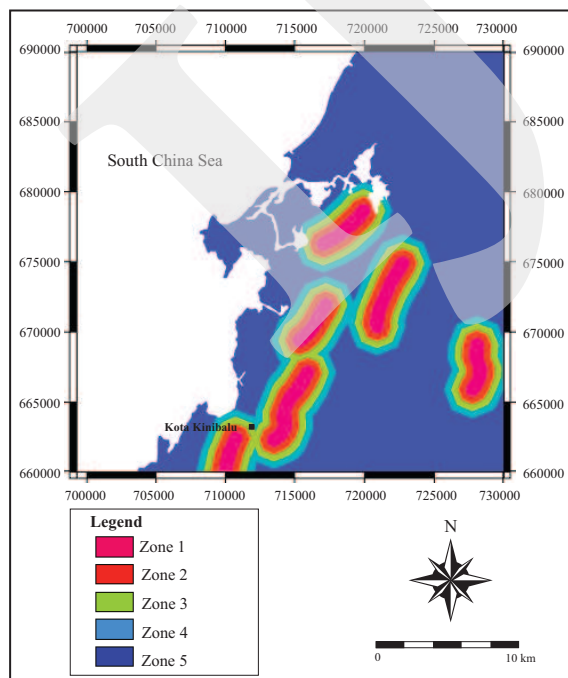 700000 705000 710000 715000 720000 725000 730000
690000 690000
685000 685000
South China Sea
680000 680000
675000 675000
670000 670000
665000 665000
Kota Kinibalu
660000 660000
700000 705000 710000 715000 720000 725000 730000
Legend
Zone 1
Zone 2
Zone 3
Zone 4
Zone 5
N
0 10 km